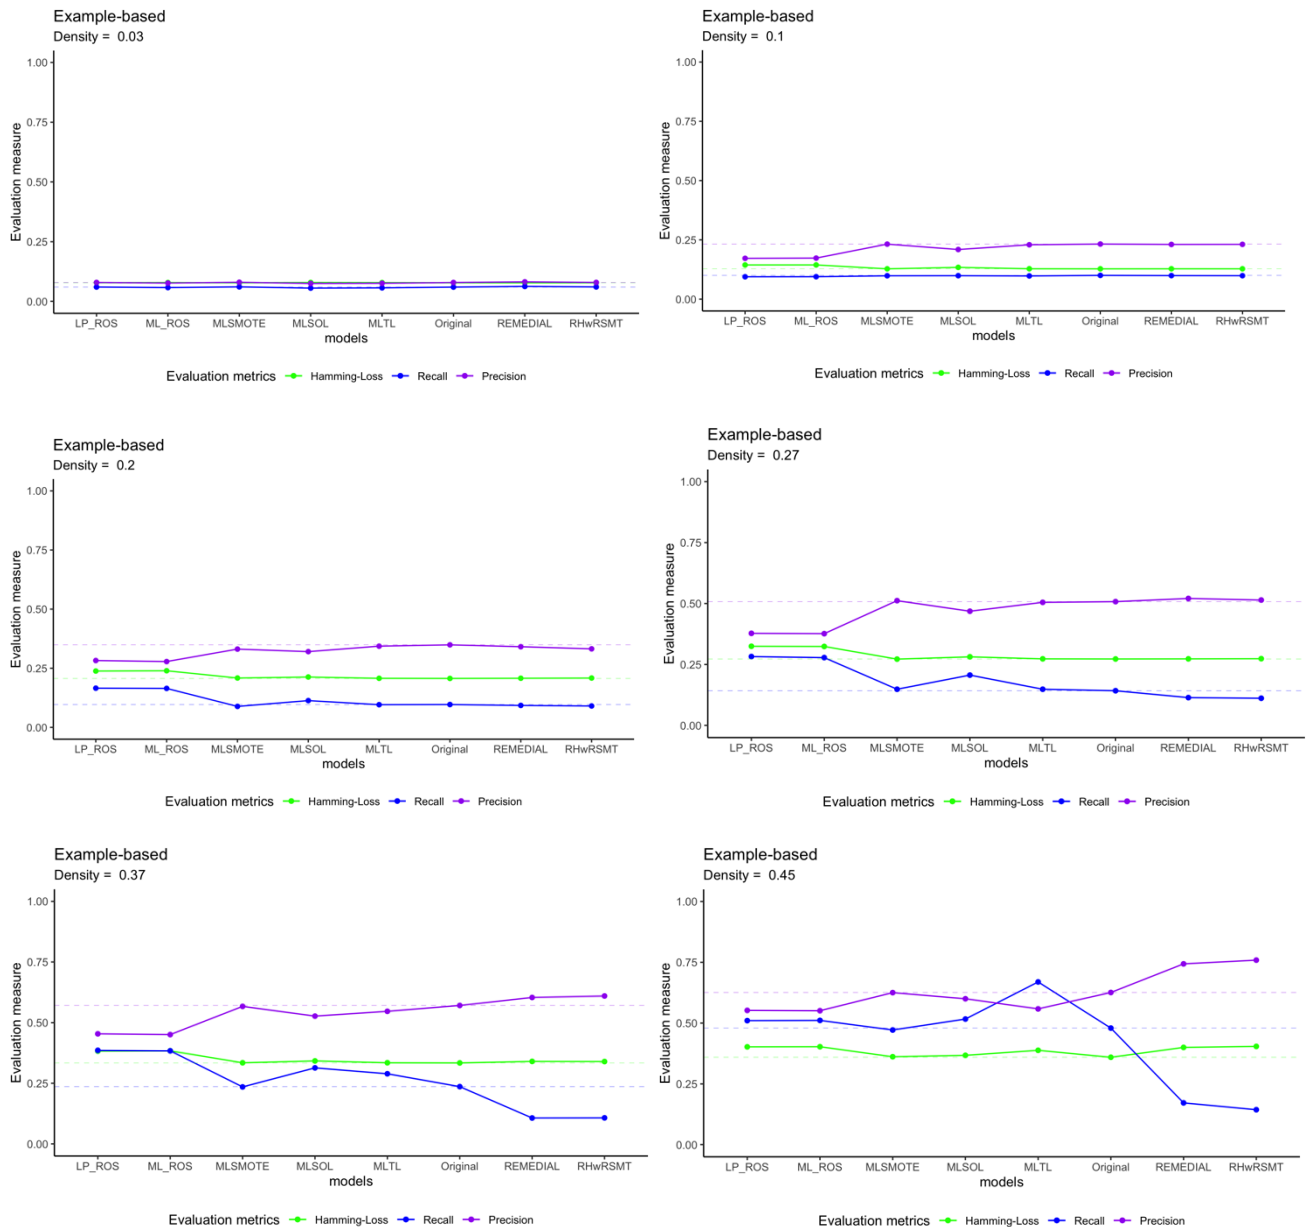 Example-based
Density = 0.03
1.00
0.75
0.50
0.25
0.00
Evaluation measure
LP_ROS ML_ROS MLSMOTE MLSOL MLTL Original REMEDIAL RHwRSMT
models
Evaluation metrics Hamming-Loss Recall Precision
Example-based
Density = 0.1
1.00
0.75
0.50
0.25
0.00
Evaluation measure
LP_ROS ML_ROS MLSMOTE MLSOL MLTL Original REMEDIAL RHwRSMT
models
Evaluation metrics Hamming-Loss Recall Precision
Example-based
Density = 0.2
1.00
0.75
0.50
0.25
0.00
Evaluation measure
LP_ROS ML_ROS MLSMOTE MLSOL MLTL Original REMEDIAL RHwRSMT
models
Evaluation metrics Hamming-Loss Recall Precision
Example-based
Density = 0.27
1.00
0.75
0.50
0.25
0.00
Evaluation measure
LP_ROS ML_ROS MLSMOTE MLSOL MLTL Original REMEDIAL RHwRSMT
models
Evaluation metrics Hamming-Loss Recall Precision
Example-based
Density = 0.37
1.00
0.75
0.50
0.25
0.00
Evaluation measure
LP_ROS ML_ROS MLSMOTE MLSOL MLTL Original REMEDIAL RHwRSMT
models
Evaluation metrics Hamming-Loss Recall Precision
Example-based
Density = 0.45
1.00
0.75
0.50
0.25
0.00
Evaluation measure
LP_ROS ML_ROS MLSMOTE MLSOL MLTL Original REMEDIAL RHwRSMT
models
Evaluation metrics Hamming-Loss Recall Precision